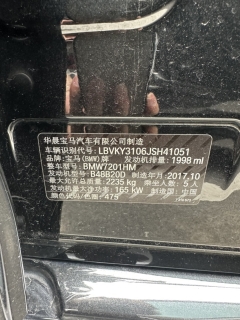 华晨宝马汽车有限公司制造
车辆识别代号: LBVKY3106JSH41051
品牌: 宝马(BMW)牌 发动机排量: 1998 ml
整车型号: BMW7201HM
发动机型号: B48B20D 制造年月: 2017.10
最大允许总质量: 2235 kg 乘坐人数: 5 人
发动机最大净功率: 165 kW 中国制造
颜色代码/色漆: 475